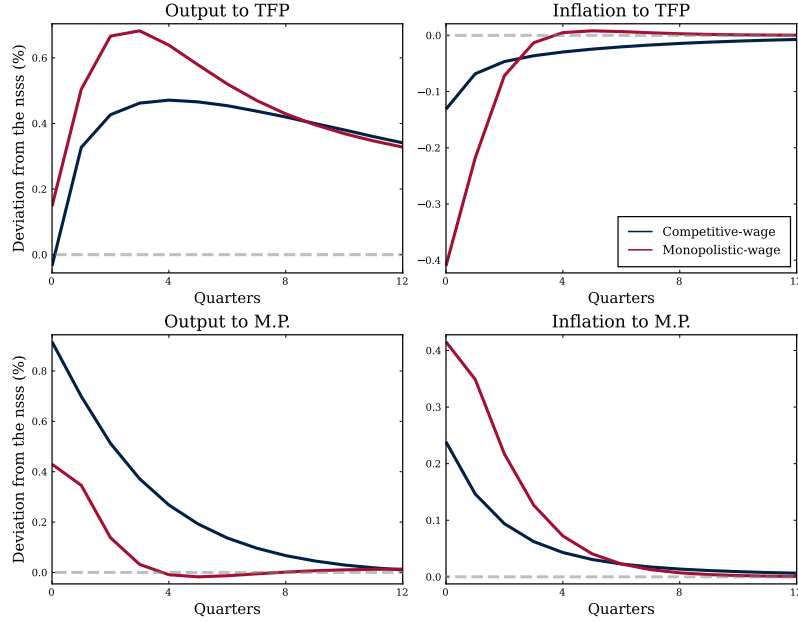 Output to TFP
Inflation to TFP
Deviation from the nsss (%)
0.6
0.4
0.2
0.0
0
4
8
12
Quarters
0.0
−0.1
−0.2
−0.3
−0.4
Competitive-wage
Monopolistic-wage
0
4
8
12
Quarters
Output to M.P.
Inflation to M.P.
Deviation from the nsss (%)
0.8
0.6
0.4
0.2
0.0
0
4
8
12
Quarters
0.4
0.3
0.2
0.1
0.0
0
4
8
12
Quarters